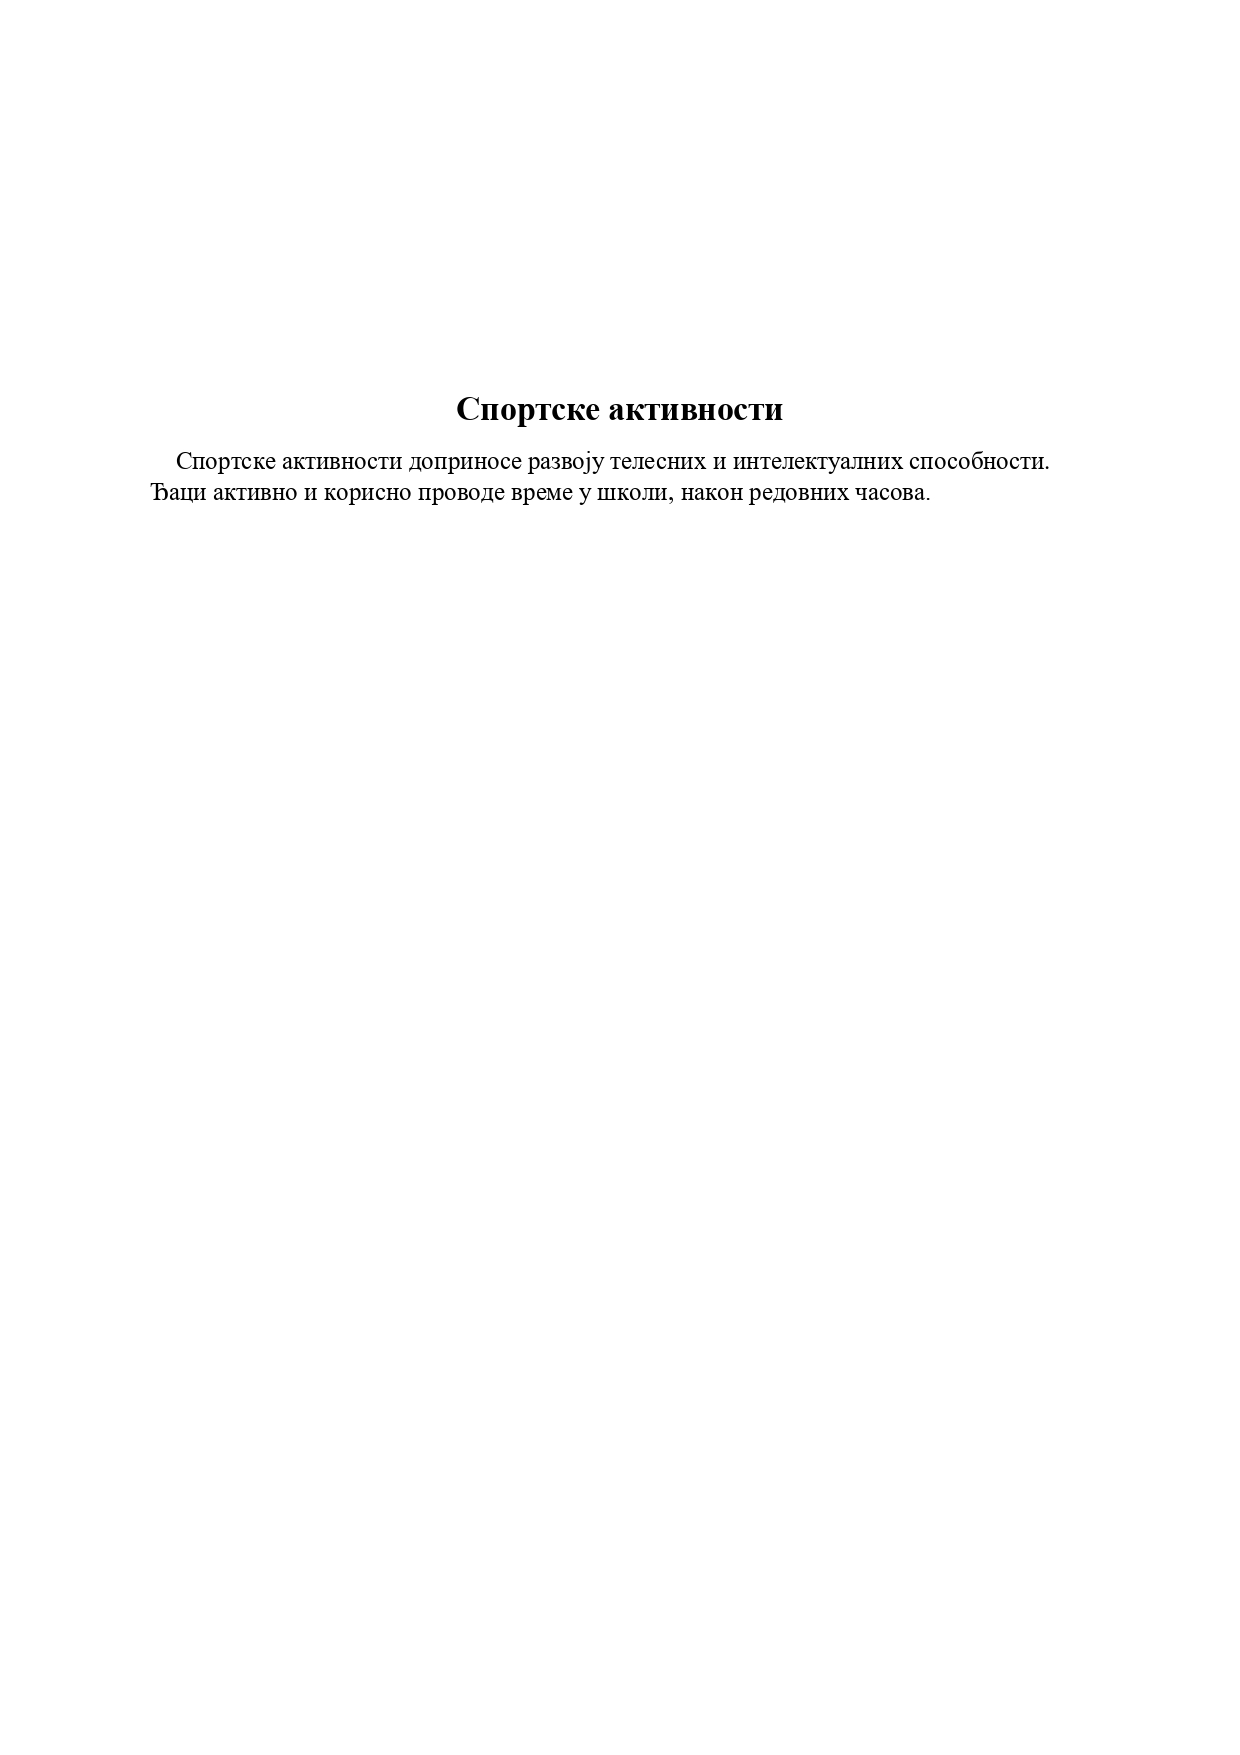 Спортске активности
Спортске активности доприносе развоју телесних и интелектуалних способности.
Ђаци активно и корисно проводе време у школи, након редовних часова.